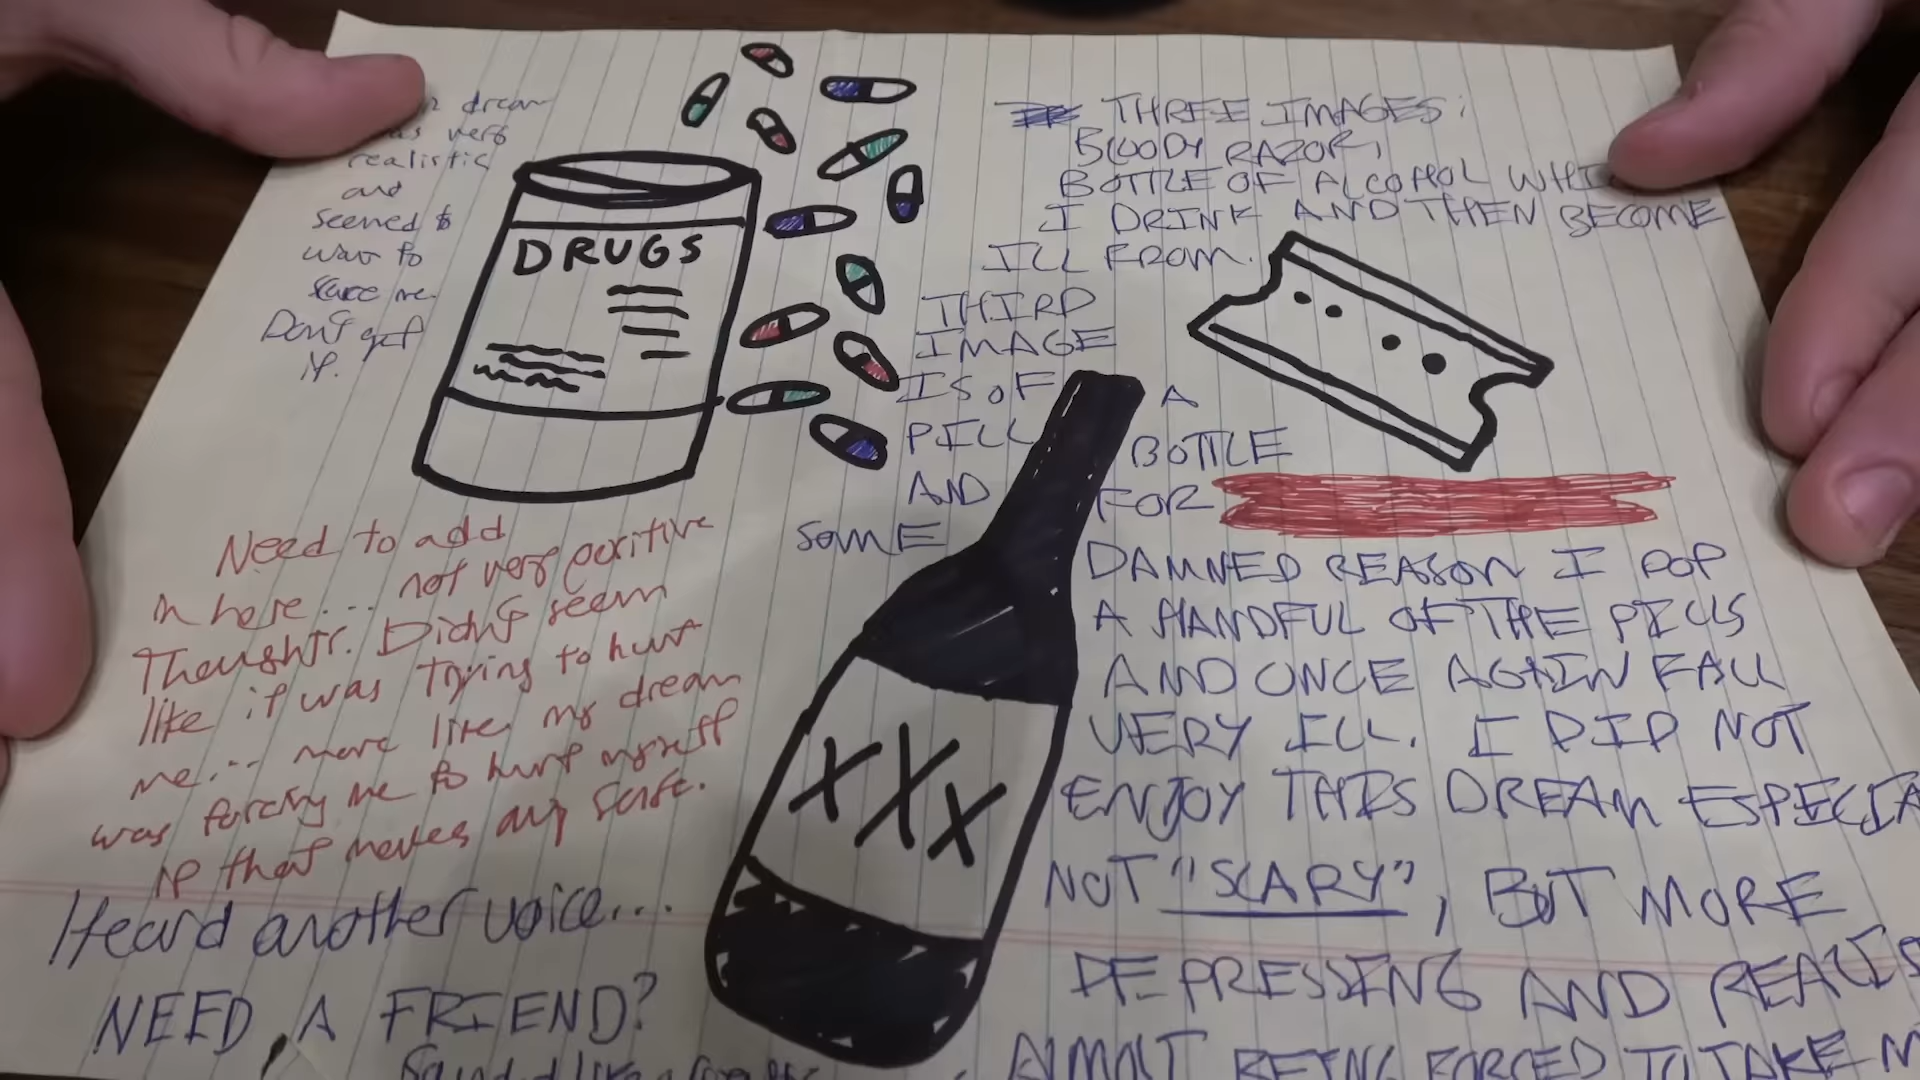 dream
was very
realistic
and
seemed to
want to
scare me.
Don't get
it.
DRUGS
THREE IMAGES:
BLOODY RAZOR,
BOTTLE OF ALCOHOL WHI
I DRINK AND THEN BECOME
ILL FROM.
THIRD
IMAGE
IS OF A
PILL BOTTLE
AND FOR
SOME
DAMNED REASON I POP
A HANDFUL OF THE PILLS
AND ONCE AGAIN FALL
VERY ILL. I DID NOT
ENJOY THIS DREAM ESPECIA
NOT "SCARY", BUT MORE
DEPRESSING AND REALIS
ALMOST BEING FORCED TO TAKE M
XXX
Need to add
in here... not very positive
thoughts. Didn't seem
like it was trying to hurt
me... more like my dream
was forcing me to hurt myself
if that makes any sense.
Heard another voice...
NEED A FRIEND?
Sounded like a